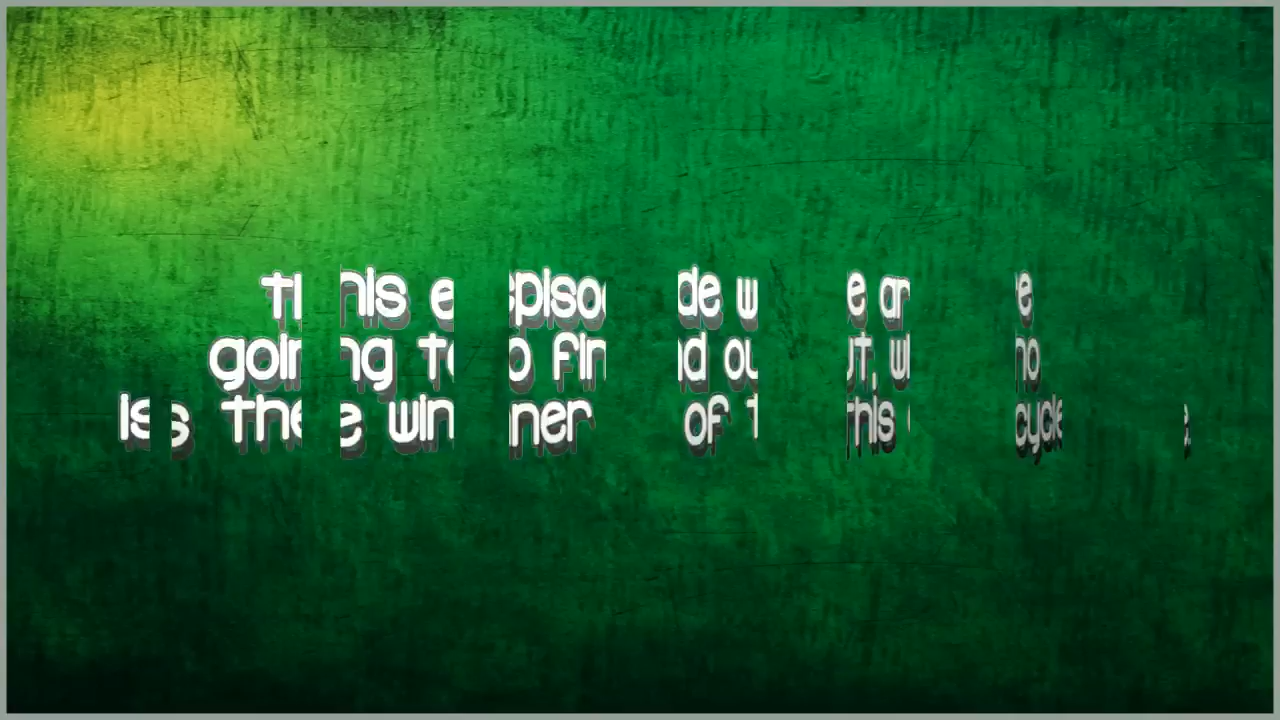 this episode we are
going to find out, who
is the winner of this cycle.